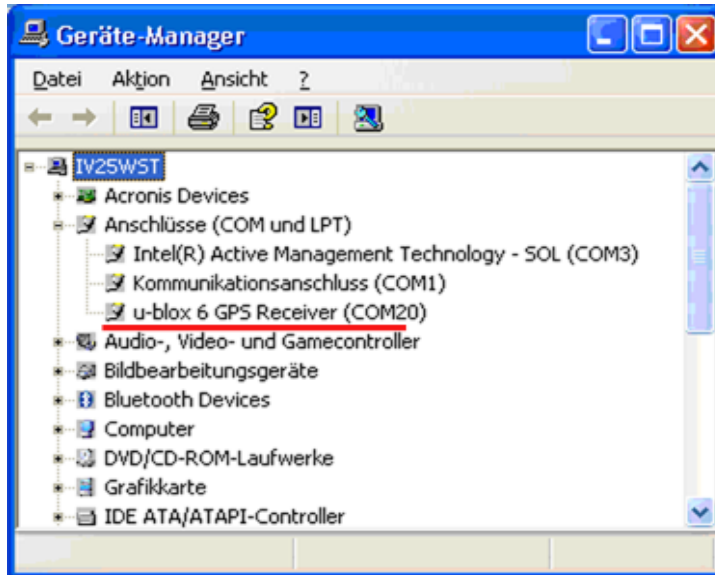 Geräte-Manager
Datei Aktion Ansicht ?
IV25WST
Acronis Devices
Anschlüsse (COM und LPT)
Intel(R) Active Management Technology - SOL (COM3)
Kommunikationsanschluss (COM1)
u-blox 6 GPS Receiver (COM20)
Audio-, Video- und Gamecontroller
Bildbearbeitungsgeräte
Bluetooth Devices
Computer
DVD/CD-ROM-Laufwerke
Grafikkarte
IDE ATA/ATAPI-Controller